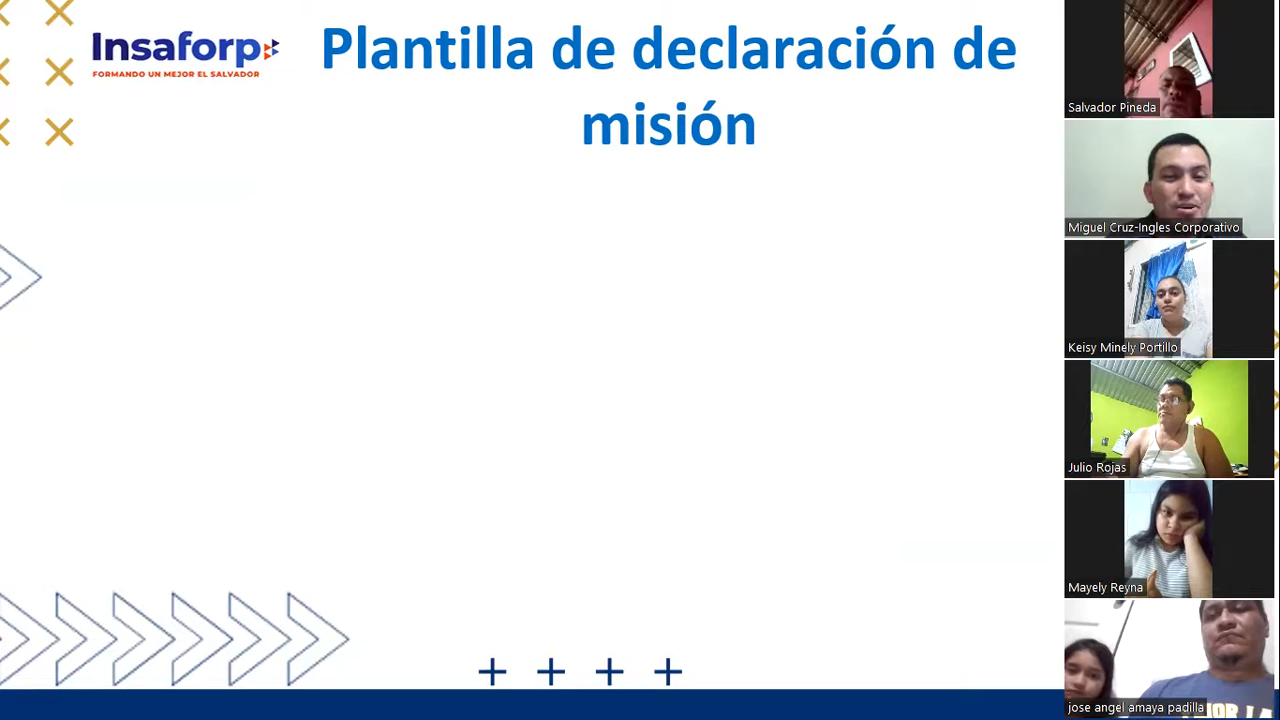 Insaforp
FORMANDO UN MEJOR EL SALVADOR
Plantilla de declaración de
misión
Salvador Pineda
Miguel Cruz-Ingles Corporativo
Keisy Minely Portillo
Julio Rojas
Mayely Reyna
jose angel amaya padilla